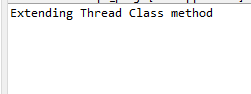 Extending Thread Class method